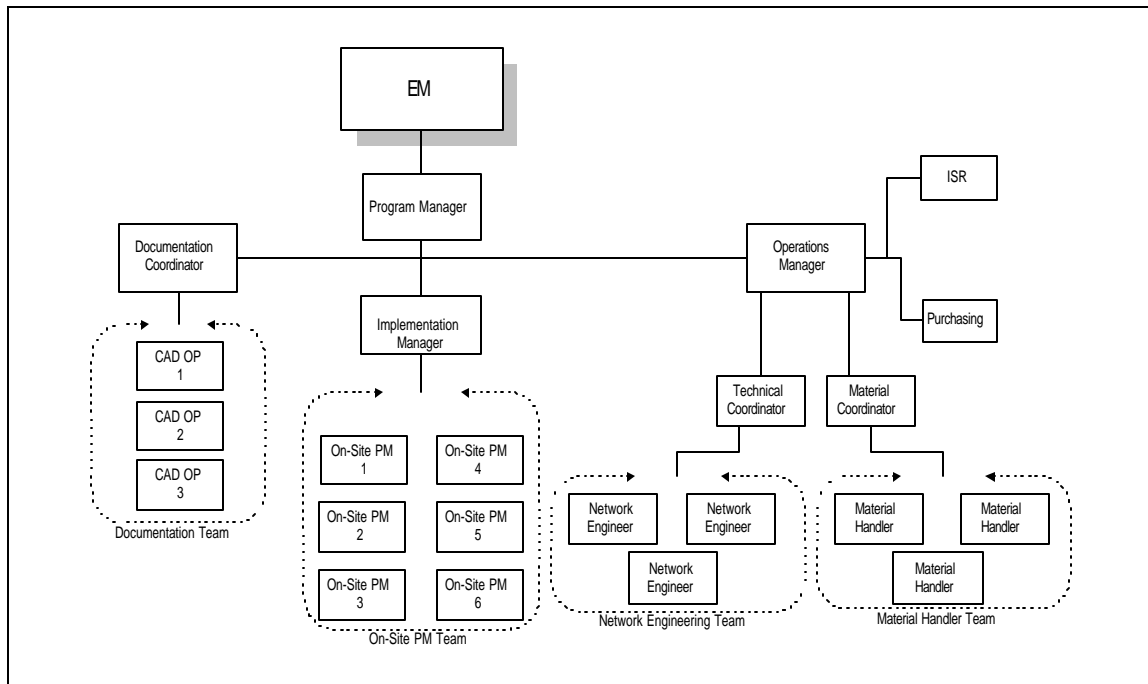 EM
Program Manager
ISR
Documentation
Coordinator
Operations
Manager
Implementation
Manager
Purchasing
CAD OP
1
CAD OP
2
CAD OP
3
Documentation Team
Technical
Coordinator
Material
Coordinator
On-Site PM
1
On-Site PM
4
On-Site PM
2
On-Site PM
5
On-Site PM
3
On-Site PM
6
On-Site PM Team
Network
Engineer
Network
Engineer
Network
Engineer
Network Engineering Team
Material
Handler
Material
Handler
Material
Handler
Material Handler Team